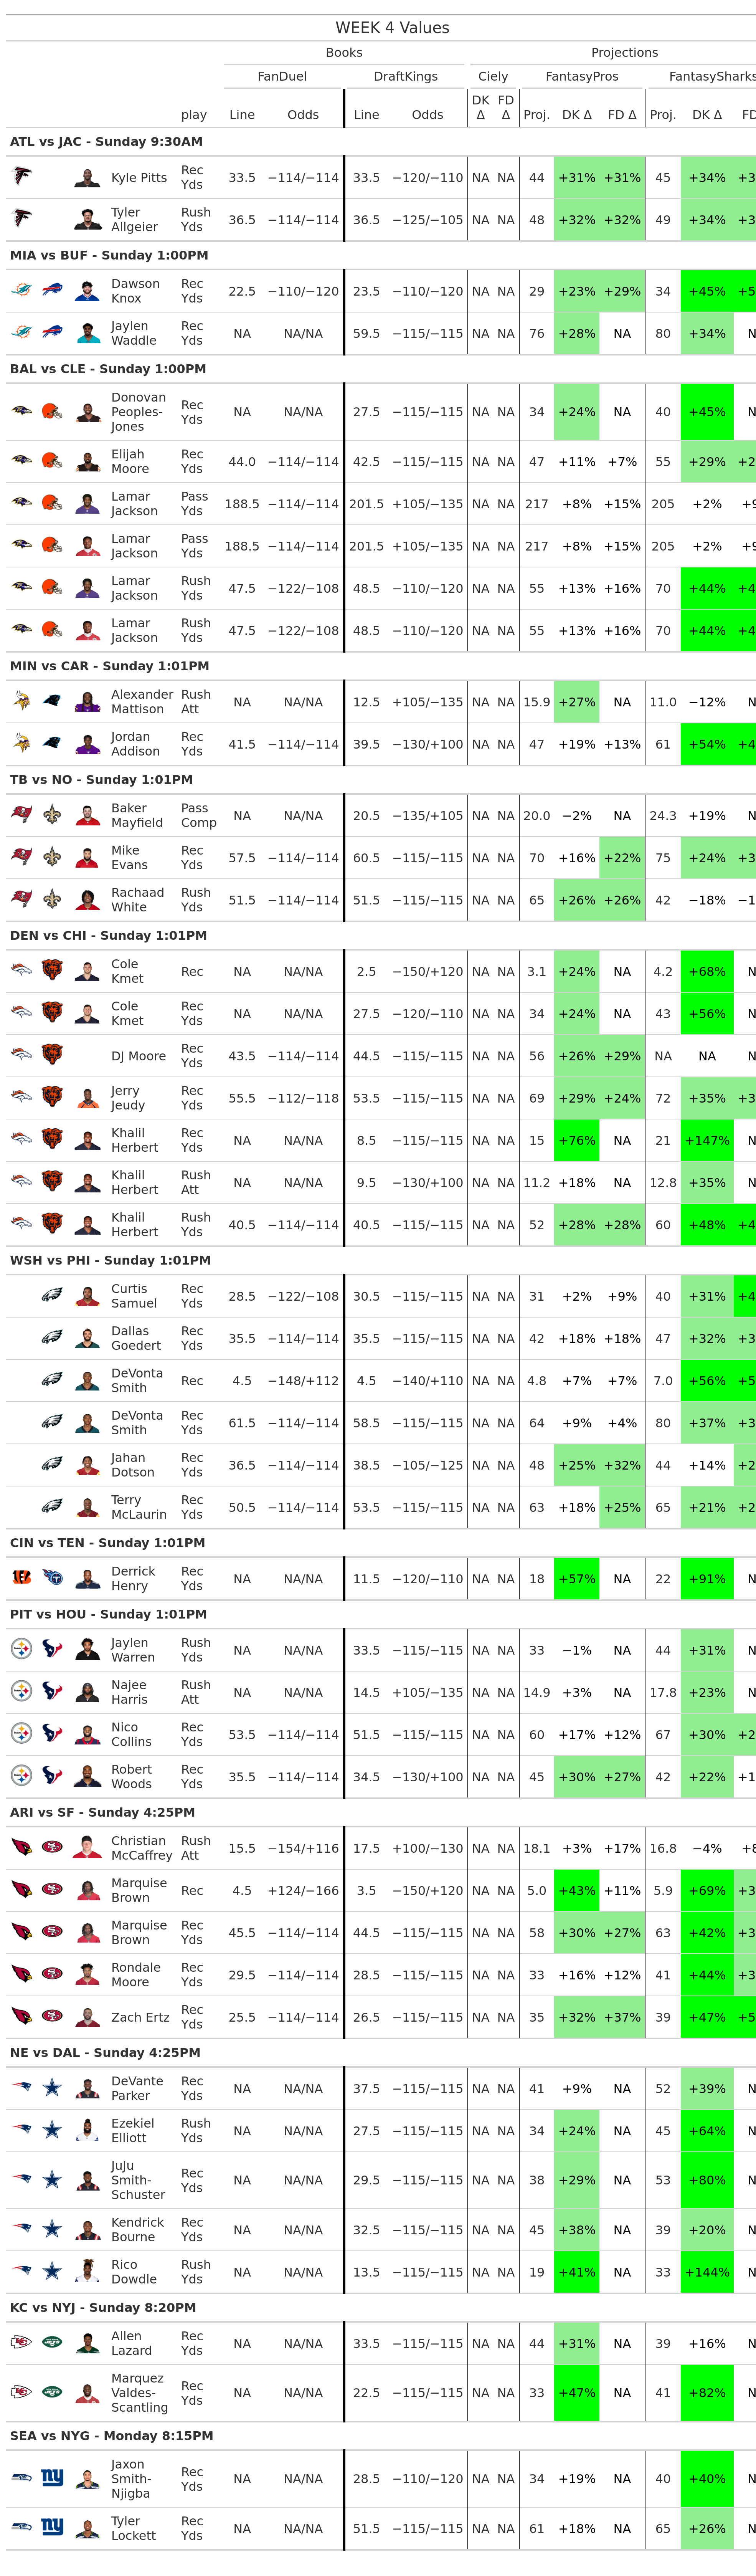 WEEK 4 Values
Books Projections
FanDuel DraftKings Ciely FantasyPros FantasySharks
play Line Odds Line Odds DK Δ FD Δ Proj. DK Δ FD Δ Proj. DK Δ FD
ATL vs JAC - Sunday 9:30AM
Kyle Pitts Rec Yds 33.5 −114/−114 33.5 −120/−110 NA NA 44 +31% +31% 45 +34% +3
Tyler Allgeier Rush Yds 36.5 −114/−114 36.5 −125/−105 NA NA 48 +32% +32% 49 +34% +3
MIA vs BUF - Sunday 1:00PM
Dawson Knox Rec Yds 22.5 −110/−120 23.5 −110/−120 NA NA 29 +23% +29% 34 +45% +5
Jaylen Waddle Rec Yds NA NA/NA 59.5 −115/−115 NA NA 76 +28% NA 80 +34% N
BAL vs CLE - Sunday 1:00PM
Donovan Peoples-Jones Rec Yds NA NA/NA 27.5 −115/−115 NA NA 34 +24% NA 40 +45% N
Elijah Moore Rec Yds 44.0 −114/−114 42.5 −115/−115 NA NA 47 +11% +7% 55 +29% +2
Lamar Jackson Pass Yds 188.5 −114/−114 201.5 +105/−135 NA NA 217 +8% +15% 205 +2% +9
Lamar Jackson Pass Yds 188.5 −114/−114 201.5 +105/−135 NA NA 217 +8% +15% 205 +2% +9
Lamar Jackson Rush Yds 47.5 −122/−108 48.5 −110/−120 NA NA 55 +13% +16% 70 +44% +4
Lamar Jackson Rush Yds 47.5 −122/−108 48.5 −110/−120 NA NA 55 +13% +16% 70 +44% +4
MIN vs CAR - Sunday 1:01PM
Alexander Mattison Rush Att NA NA/NA 12.5 +105/−135 NA NA 15.9 +27% NA 11.0 −12% N
Jordan Addison Rec Yds 41.5 −114/−114 39.5 −130/+100 NA NA 47 +19% +13% 61 +54% +4
TB vs NO - Sunday 1:01PM
Baker Mayfield Pass Comp NA NA/NA 20.5 −135/+105 NA NA 20.0 −2% NA 24.3 +19% N
Mike Evans Rec Yds 57.5 −114/−114 60.5 −115/−115 NA NA 70 +16% +22% 75 +24% +3
Rachaad White Rush Yds 51.5 −114/−114 51.5 −115/−115 NA NA 65 +26% +26% 42 −18% −1
DEN vs CHI - Sunday 1:01PM
Cole Kmet Rec NA NA/NA 2.5 −150/+120 NA NA 3.1 +24% NA 4.2 +68% N
Cole Kmet Rec Yds NA NA/NA 27.5 −120/−110 NA NA 34 +24% NA 43 +56% N
DJ Moore Rec Yds 43.5 −114/−114 44.5 −115/−115 NA NA 56 +26% +29% NA NA N
Jerry Jeudy Rec Yds 55.5 −112/−118 53.5 −115/−115 NA NA 69 +29% +24% 72 +35% +3
Khalil Herbert Rec Yds NA NA/NA 8.5 −115/−115 NA NA 15 +76% NA 21 +147% N
Khalil Herbert Rush Att NA NA/NA 9.5 −130/+100 NA NA 11.2 +18% NA 12.8 +35% N
Khalil Herbert Rush Yds 40.5 −114/−114 40.5 −115/−115 NA NA 52 +28% +28% 60 +48% +4
WSH vs PHI - Sunday 1:01PM
Curtis Samuel Rec Yds 28.5 −122/−108 30.5 −115/−115 NA NA 31 +2% +9% 40 +31% +4
Dallas Goedert Rec Yds 35.5 −114/−114 35.5 −115/−115 NA NA 42 +18% +18% 47 +32% +3
DeVonta Smith Rec 4.5 −148/+112 4.5 −140/+110 NA NA 4.8 +7% +7% 7.0 +56% +5
DeVonta Smith Rec Yds 61.5 −114/−114 58.5 −115/−115 NA NA 64 +9% +4% 80 +37% +3
Jahan Dotson Rec Yds 36.5 −114/−114 38.5 −105/−125 NA NA 48 +25% +32% 44 +14% +2
Terry McLaurin Rec Yds 50.5 −114/−114 53.5 −115/−115 NA NA 63 +18% +25% 65 +21% +2
CIN vs TEN - Sunday 1:01PM
Derrick Henry Rec Yds NA NA/NA 11.5 −120/−110 NA NA 18 +57% NA 22 +91% N
PIT vs HOU - Sunday 1:01PM
Jaylen Warren Rush Yds NA NA/NA 33.5 −115/−115 NA NA 33 −1% NA 44 +31% N
Najee Harris Rush Att NA NA/NA 14.5 +105/−135 NA NA 14.9 +3% NA 17.8 +23% N
Nico Collins Rec Yds 53.5 −114/−114 51.5 −115/−115 NA NA 60 +17% +12% 67 +30% +2
Robert Woods Rec Yds 35.5 −114/−114 34.5 −130/+100 NA NA 45 +30% +27% 42 +22% +1
ARI vs SF - Sunday 4:25PM
Christian McCaffrey Rush Att 15.5 −154/+116 17.5 +100/−130 NA NA 18.1 +3% +17% 16.8 −4% +8
Marquise Brown Rec 4.5 +124/−166 3.5 −150/+120 NA NA 5.0 +43% +11% 5.9 +69% +3
Marquise Brown Rec Yds 45.5 −114/−114 44.5 −115/−115 NA NA 58 +30% +27% 63 +42% +3
Rondale Moore Rec Yds 29.5 −114/−114 28.5 −115/−115 NA NA 33 +16% +12% 41 +44% +3
Zach Ertz Rec Yds 25.5 −114/−114 26.5 −115/−115 NA NA 35 +32% +37% 39 +47% +5
NE vs DAL - Sunday 4:25PM
DeVante Parker Rec Yds NA NA/NA 37.5 −115/−115 NA NA 41 +9% NA 52 +39% N
Ezekiel Elliott Rush Yds NA NA/NA 27.5 −115/−115 NA NA 34 +24% NA 45 +64% N
JuJu Smith-Schuster Rec Yds NA NA/NA 29.5 −115/−115 NA NA 38 +29% NA 53 +80% N
Kendrick Bourne Rec Yds NA NA/NA 32.5 −115/−115 NA NA 45 +38% NA 39 +20% N
Rico Dowdle Rush Yds NA NA/NA 13.5 −115/−115 NA NA 19 +41% NA 33 +144% N
KC vs NYJ - Sunday 8:20PM
Allen Lazard Rec Yds NA NA/NA 33.5 −115/−115 NA NA 44 +31% NA 39 +16% N
Marquez Valdes-Scantling Rec Yds NA NA/NA 22.5 −115/−115 NA NA 33 +47% NA 41 +82% N
SEA vs NYG - Monday 8:15PM
Jaxon Smith-Njigba Rec Yds NA NA/NA 28.5 −110/−120 NA NA 34 +19% NA 40 +40% N
Tyler Lockett Rec Yds NA NA/NA 51.5 −115/−115 NA NA 61 +18% NA 65 +26% N